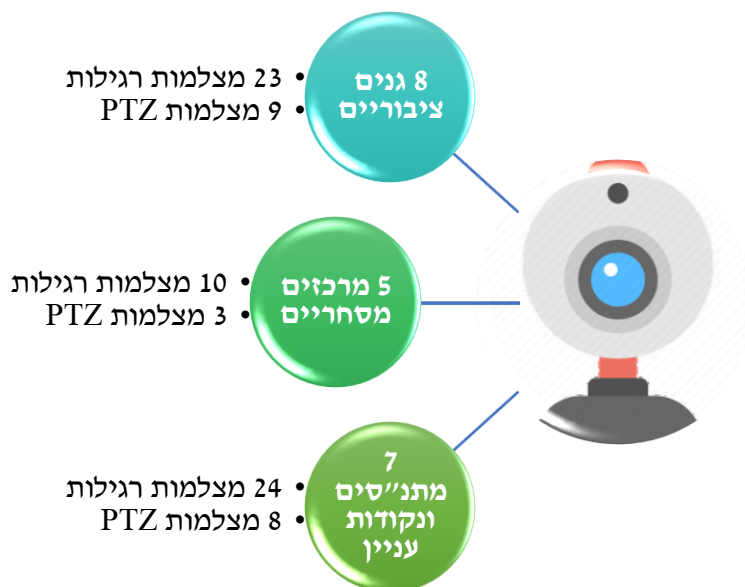 8 גנים
ציבוריים
• 23 מצלמות רגילות
• 9 מצלמות PTZ
5 מרכזים
מסחריים
• 10 מצלמות רגילות
• 3 מצלמות PTZ
7
מתנ״סים
ונקודות
עניין
• 24 מצלמות רגילות
• 8 מצלמות PTZ